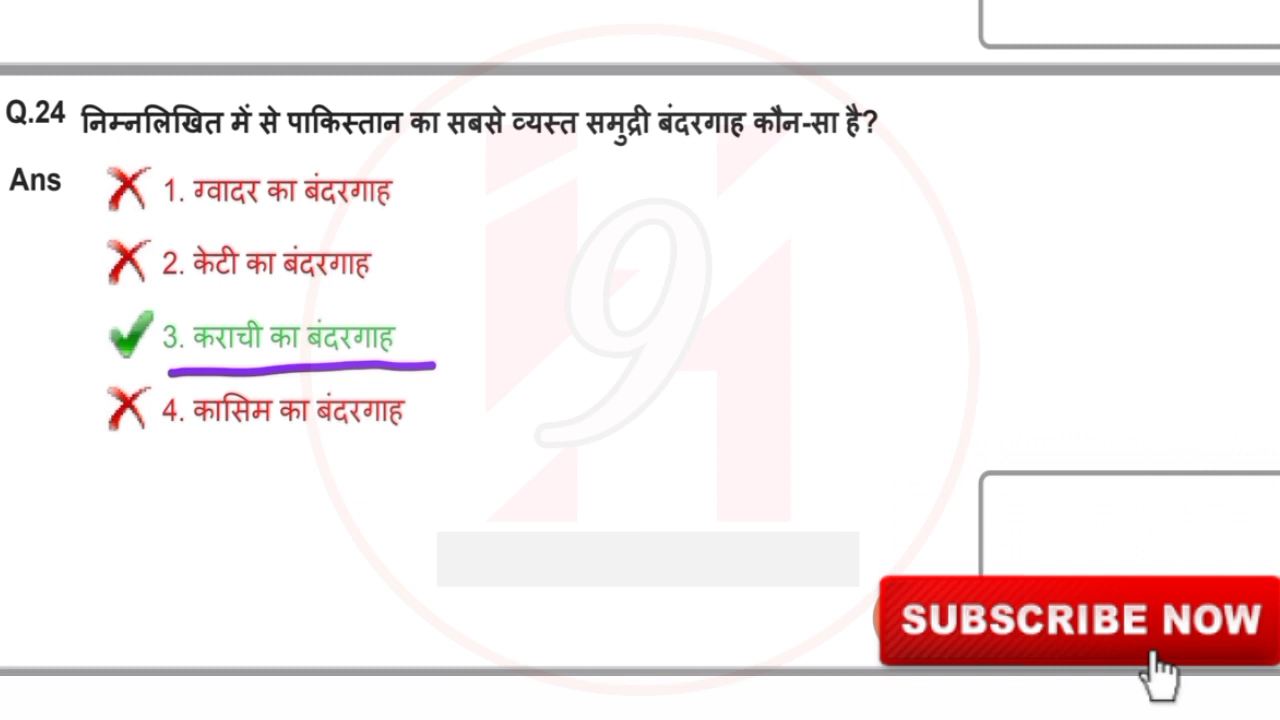 Q.24 निम्नलिखित में से पाकिस्तान का सबसे व्यस्त समुद्री बंदरगाह कौन-सा है?
Ans 1. ग्वादर का बंदरगाह
2. केटी का बंदरगाह
3. कराची का बंदरगाह
4. कासिम का बंदरगाह
9
SUBSCRIBE NOW